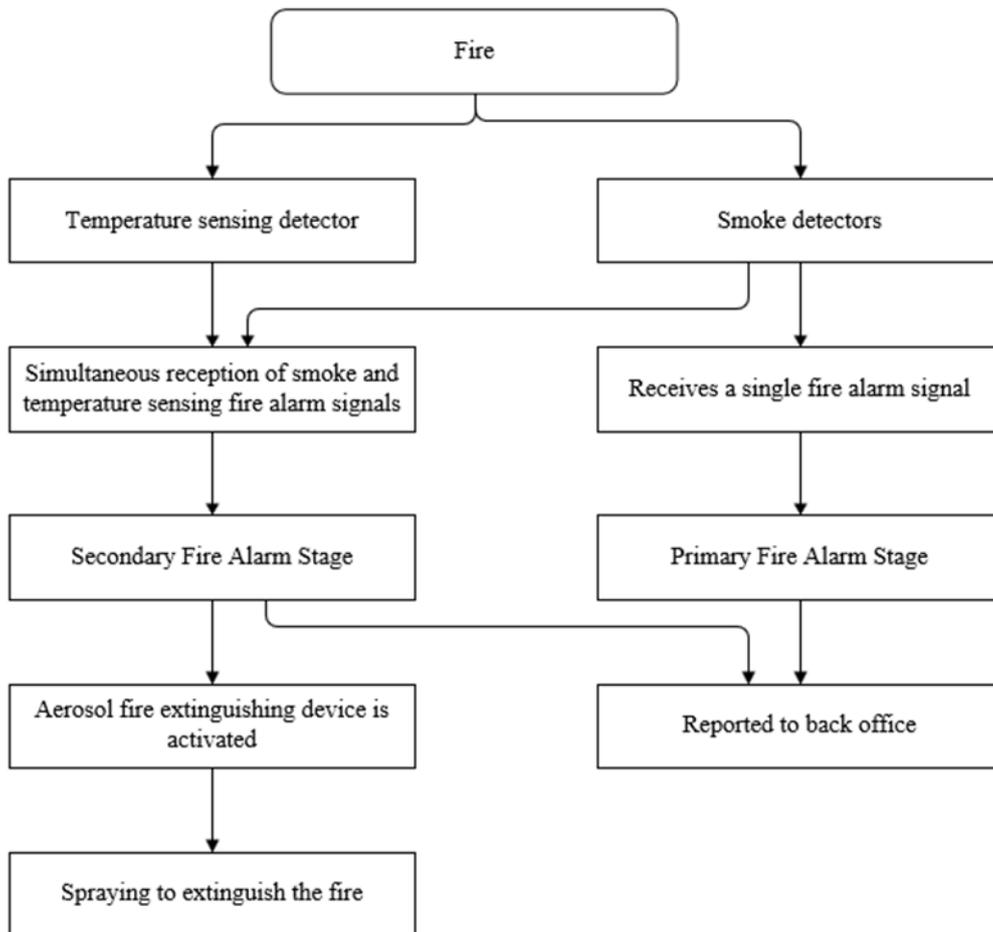 Fire
Temperature sensing detector
Smoke detectors
Simultaneous reception of smoke and
temperature sensing fire alarm signals
Receives a single fire alarm signal
Secondary Fire Alarm Stage
Primary Fire Alarm Stage
Aerosol fire extinguishing device is
activated
Reported to back office
Spraying to extinguish the fire